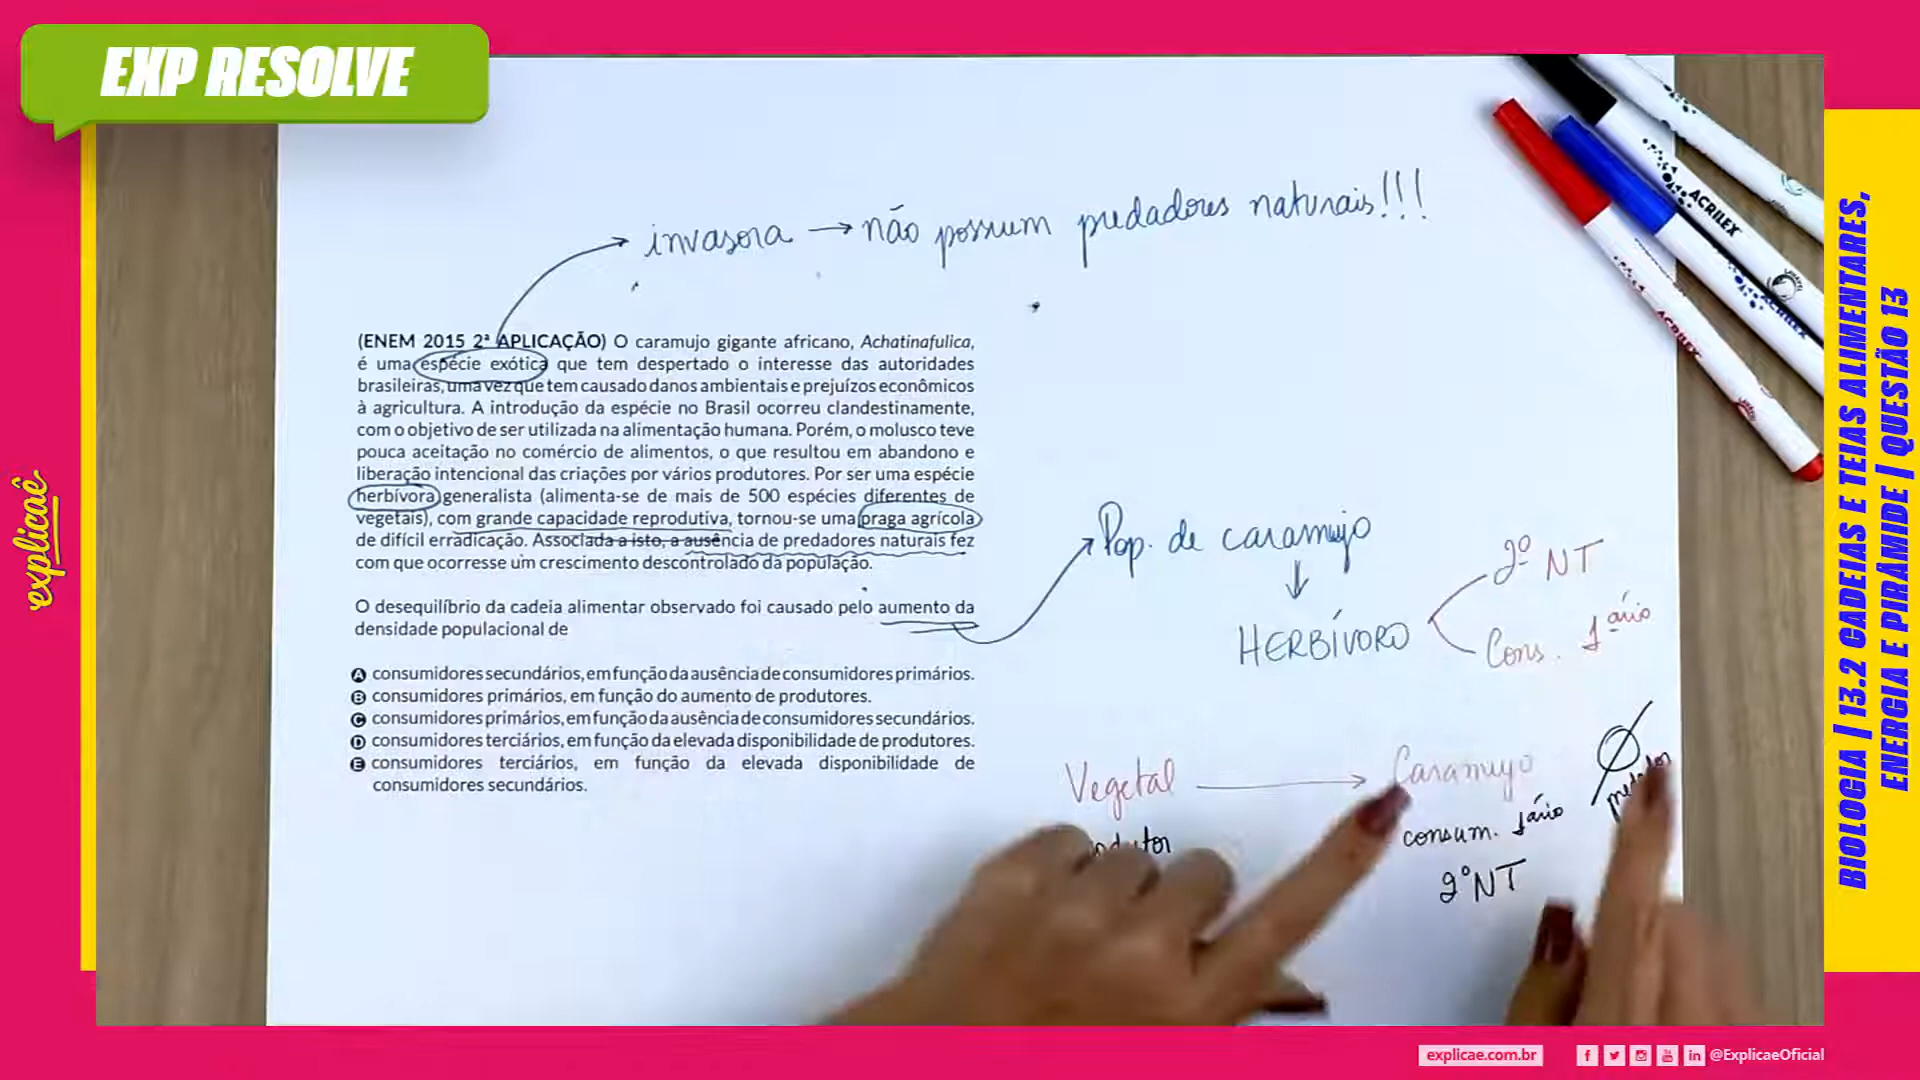 EXP RESOLVE
invasora → não possuem predadores naturais!!!
(ENEM 2015 2ª APLICAÇÃO) O caramujo gigante africano, Achatinafulica,
é uma espécie exótica que tem despertado o interesse das autoridades
brasileiras, uma vez que tem causado danos ambientais e prejuízos econômicos
à agricultura. A introdução da espécie no Brasil ocorreu clandestinamente,
com o objetivo de ser utilizada na alimentação humana. Porém, o molusco teve
pouca aceitação no comércio de alimentos, o que resultou em abandono e
liberação intencional das criações por vários produtores. Por ser uma espécie
herbívora generalista (alimenta-se de mais de 500 espécies diferentes de
vegetais), com grande capacidade reprodutiva, tornou-se uma praga agrícola
de difícil erradicação. Associada a isto, a ausência de predadores naturais fez
com que ocorresse um crescimento descontrolado da população.
O desequilíbrio da cadeia alimentar observado foi causado pelo aumento da
densidade populacional de
A consumidores secundários, em função da ausência de consumidores primários.
B consumidores primários, em função do aumento de produtores.
C consumidores primários, em função da ausência de consumidores secundários.
D consumidores terciários, em função da elevada disponibilidade de produtores.
E consumidores terciários, em função da elevada disponibilidade de
consumidores secundários.
Pop. de caramujo
HERBÍVORO
2º NT
Cons. 1ário
Vegetal → Caramujo
consum. 1ário
2º NT
ACRILEX
ACRILEX
ACRILEX
explicaê
BIOLOGIA | 13.2 CADEIAS E TEIAS ALIMENTARES,
ENERGIA E PIRÂMIDE | QUESTÃO 13
explicae.com.br
@ExplicaeOficial